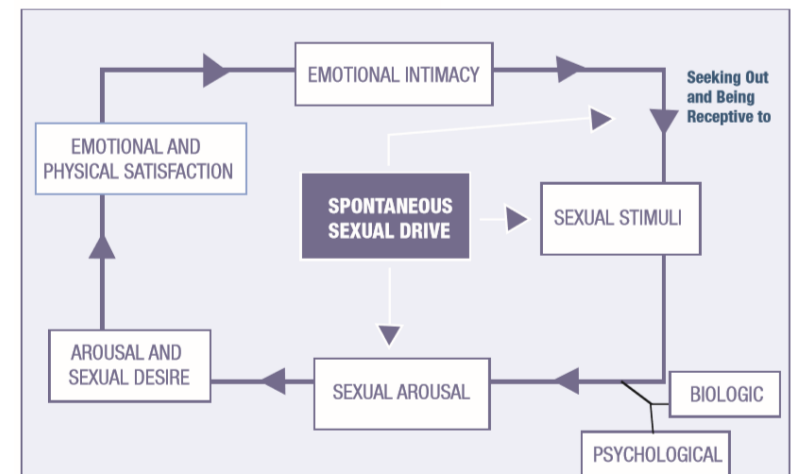 EMOTIONAL INTIMACY
Seeking Out
and Being
Receptive to
EMOTIONAL AND
PHYSICAL SATISFACTION
SPONTANEOUS
SEXUAL DRIVE
SEXUAL STIMULI
AROUSAL AND
SEXUAL DESIRE
SEXUAL AROUSAL
BIOLOGIC
PSYCHOLOGICAL